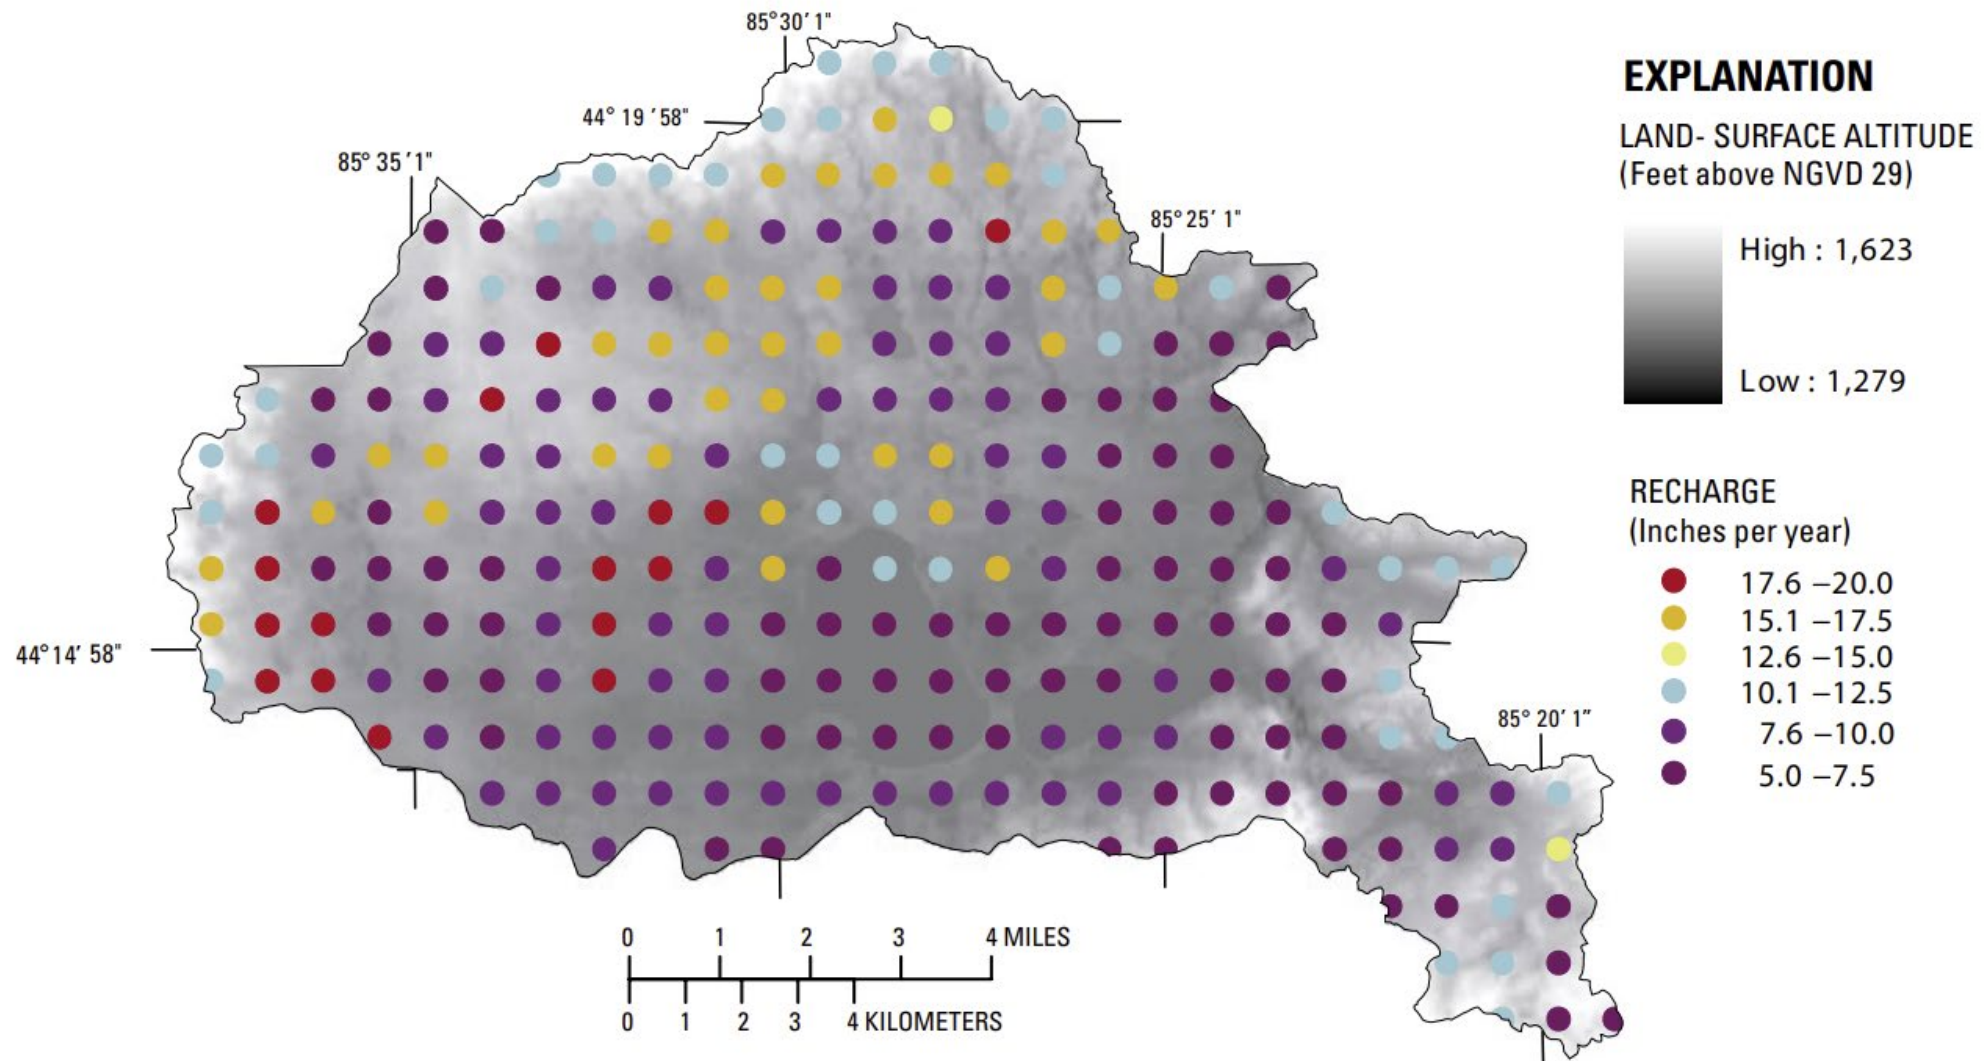 85°30'1"
44° 19 '58"
85° 35 '1"
85°25' 1"
44°14' 58"
85° 20' 1”
EXPLANATION
LAND- SURFACE ALTITUDE
(Feet above NGVD 29)
High : 1,623
Low : 1,279
RECHARGE
(Inches per year)
17.6 –20.0
15.1 –17.5
12.6 –15.0
10.1 –12.5
7.6 –10.0
5.0 –7.5
0 1 2 3 4 MILES
0 1 2 3 4 KILOMETERS